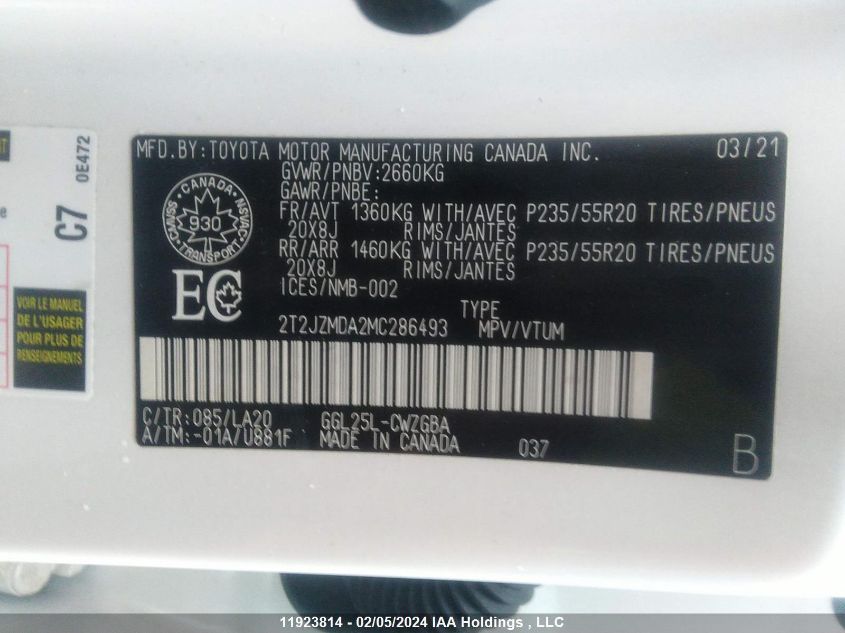 MFD.BY:TOYOTA MOTOR MANUFACTURING CANADA INC. 03/21
GVWR/PNBV:2660KG
GAWR/PNBE:
FR/AVT 1360KG WITH/AVEC P235/55R20 TIRES/PNEUS
20X8J RIMS/JANTES
RR/ARR 1460KG WITH/AVEC P235/55R20 TIRES/PNEUS
20X8J RIMS/JANTES
ICES/NMB-002
CANADA
CMVSS
NSVAC
930
TRANSPORT
EC
TYPE
2T2JZMDA2MC286493 MPV/VTUM
C/TR:085/LA20 GGL25L-CWZGBA
A/TM:-01A/U881F MADE IN CANADA 037
B
C7
0E472
VOIR LE MANUEL
DE L'USAGER
POUR PLUS DE
RENSEIGNEMENTS
11923814 - 02/05/2024 IAA Holdings , LLC